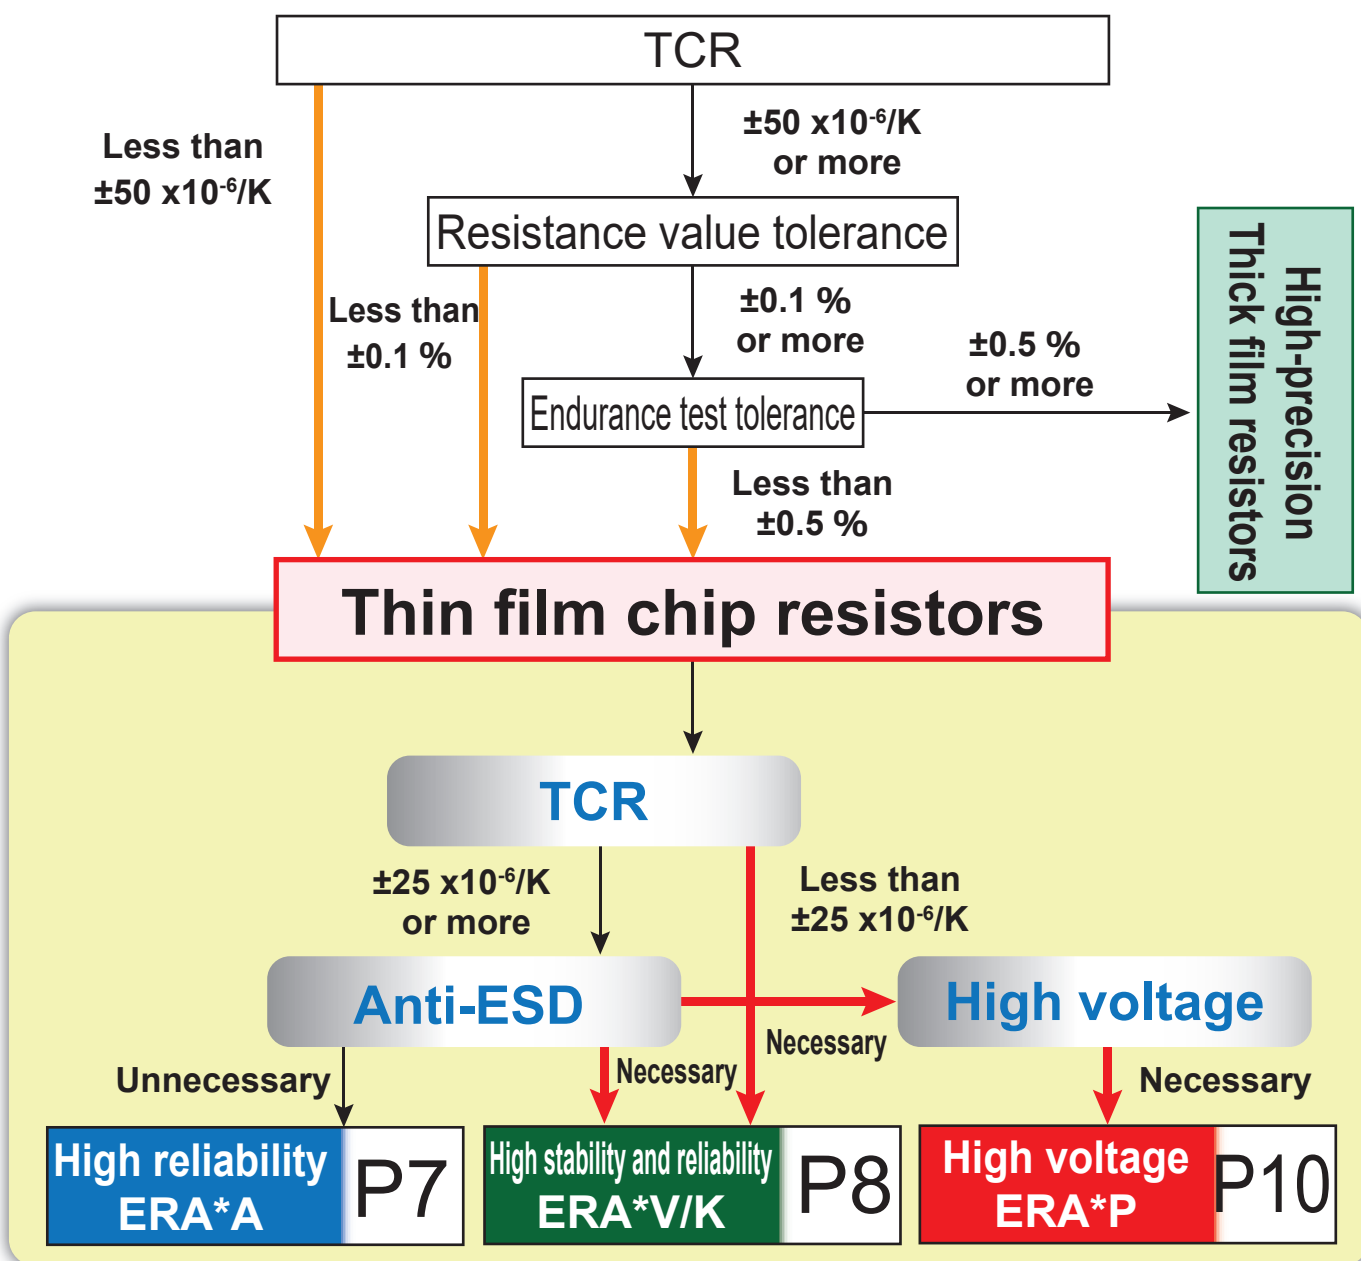 TCR
Less than
±50 x10⁻⁶/K
±50 x10⁻⁶/K
or more
Resistance value tolerance
Less than
±0.1 %
±0.1 %
or more
±0.5 %
or more
High-precision
Thick film resistors
Endurance test tolerance
Less than
±0.5 %
Thin film chip resistors
TCR
±25 x10⁻⁶/K
or more
Less than
±25 x10⁻⁶/K
Anti-ESD
High voltage
Necessary
Unnecessary
Necessary
Necessary
High reliability
ERA*A
P7
High stability and reliability
ERA*V/K
P8
High voltage
ERA*P
P10